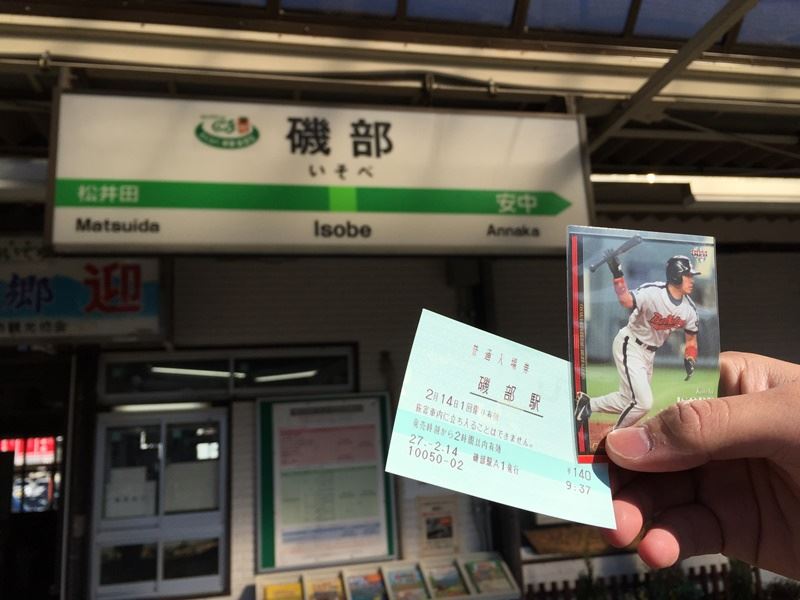 磯部
いそべ
松井田
安中
Matsuida
Isobe
Annaka
郷 迎
普通入場券
磯部駅
2月14日1回限り有効
旅客車内に立ち入ることはできません。
発売時刻から2時間以内有効
27.-2.14 磯部駅A1発行
10050-02
¥140
9:37
BBM